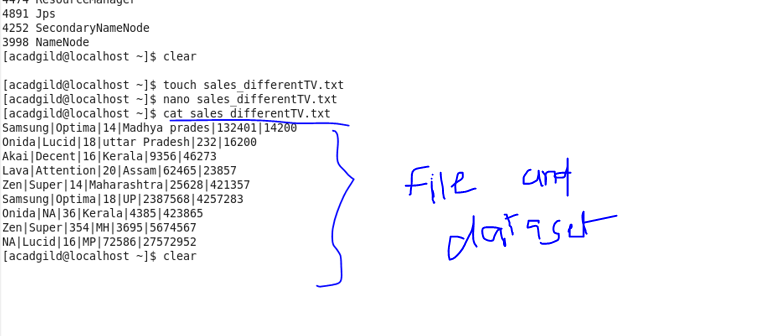 4474 ResourceManager
4891 Jps
4252 SecondaryNameNode
3998 NameNode
[acadgild@localhost ~]$ clear
[acadgild@localhost ~]$ touch sales_differentTV.txt
[acadgild@localhost ~]$ nano sales_differentTV.txt
[acadgild@localhost ~]$ cat sales_differentTV.txt
Samsung|Optima|14|Madhya prades|132401|14200
Onida|Lucid|18|uttar Pradesh|232|16200
Akai|Decent|16|Kerala|9356|46273
Lava|Attention|20|Assam|62465|23857
Zen|Super|14|Maharashtra|25628|421357
Samsung|Optima|18|UP|2387568|4257283
Onida|NA|36|Kerala|4385|423865
Zen|Super|354|MH|3695|5674567
NA|Lucid|16|MP|72586|27572952
[acadgild@localhost ~]$ clear
File and
dataset